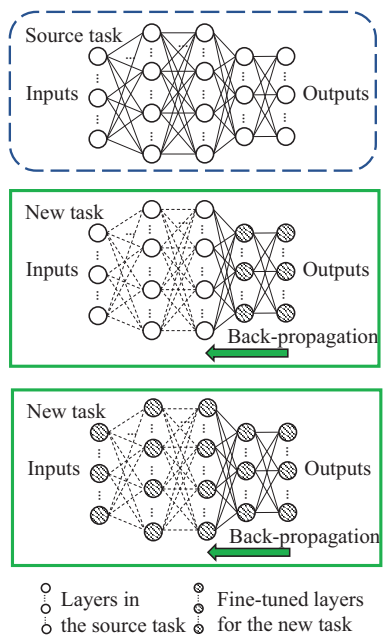 Source task
Inputs
Outputs
New task
Inputs
Outputs
Back-propagation
New task
Inputs
Outputs
Back-propagation
Layers in
the source task
Fine-tuned layers
for the new task